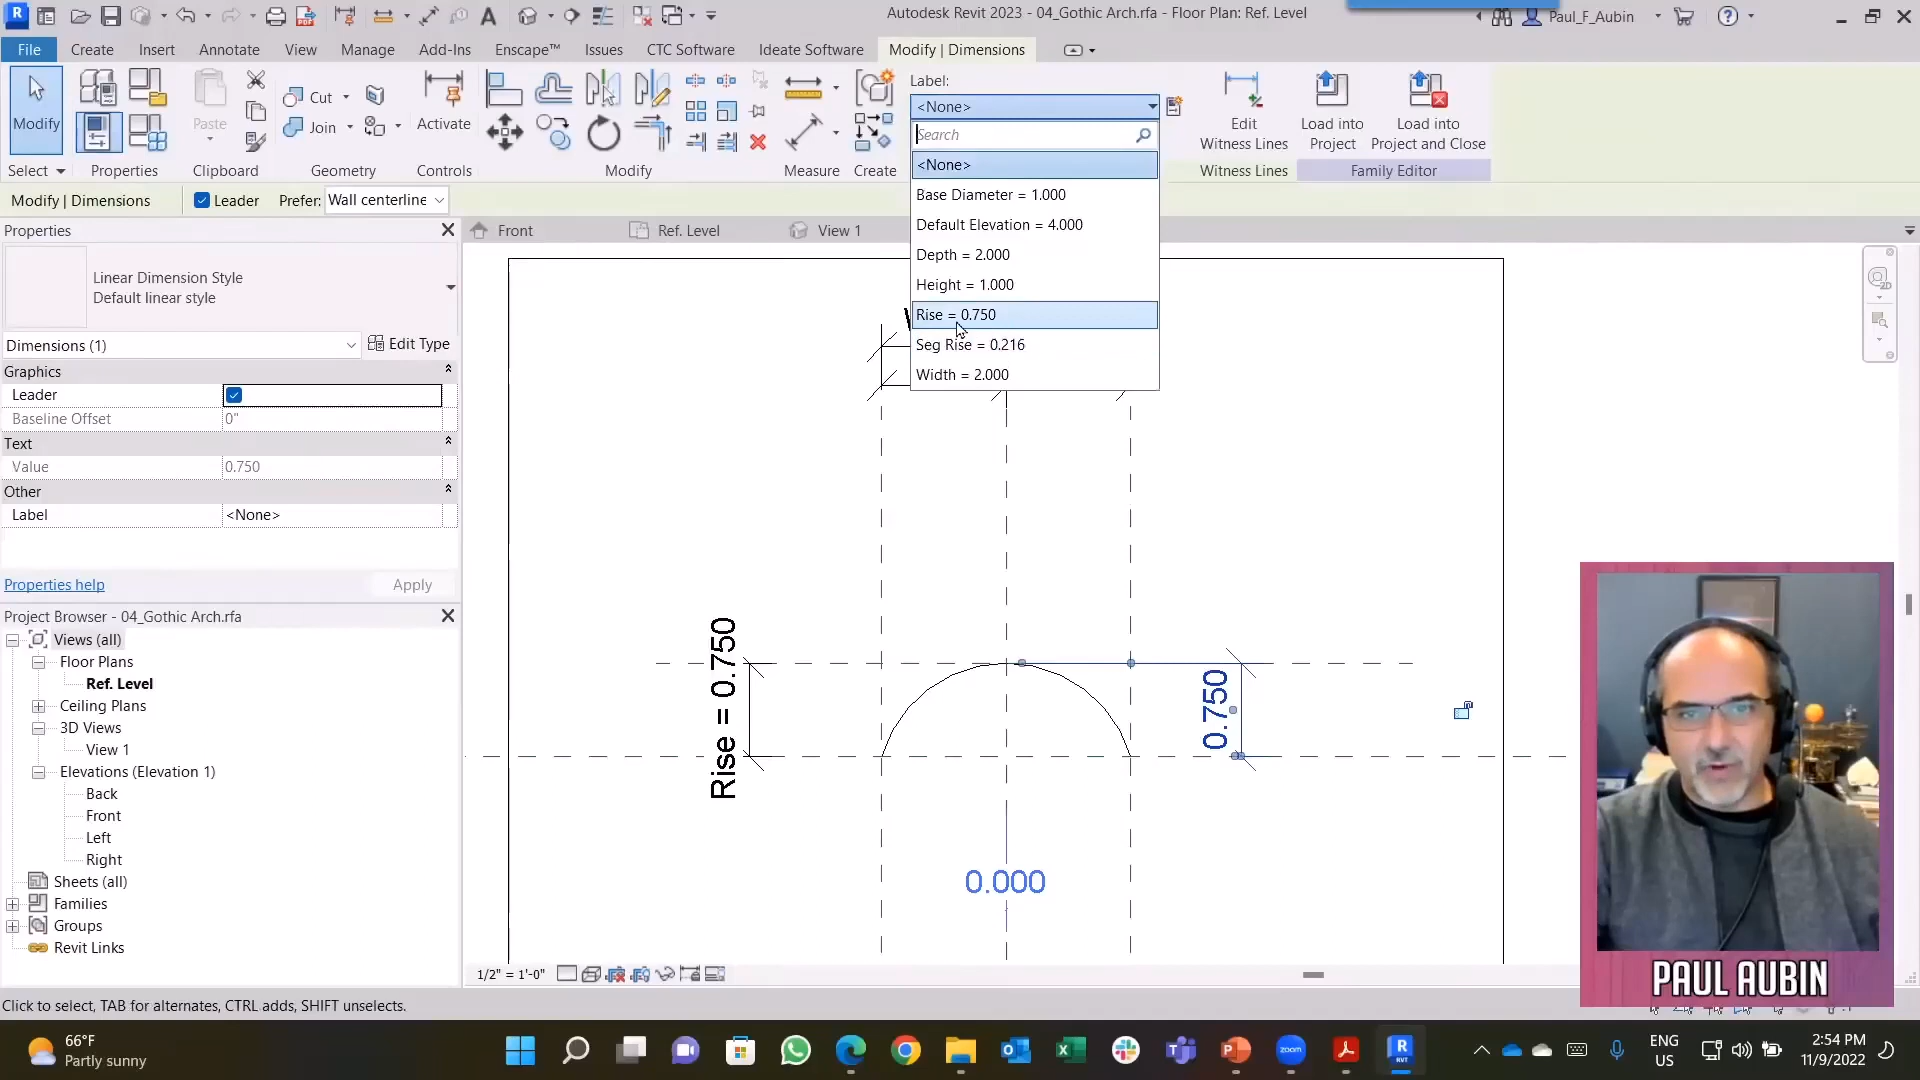 Autodesk Revit 2023 - 04_Gothic Arch.rfa - Floor Plan: Ref. Level
Paul_F_Aubin
File Create Insert Annotate View Manage Add-Ins Enscape™ Issues CTC Software Ideate Software Modify | Dimensions
Modify
Paste
Cut
Join
Activate
Label:
<None>
Search
<None>
Base Diameter = 1.000
Default Elevation = 4.000
Depth = 2.000
Height = 1.000
Rise = 0.750
Seg Rise = 0.216
Width = 2.000
Edit
Witness Lines
Load into
Project
Load into
Project and Close
Select Properties Clipboard Geometry Controls Modify Measure Create Witness Lines Family Editor
Modify | Dimensions
Leader
Prefer: Wall centerline
Properties
Front
Ref. Level
View 1
Linear Dimension Style
Default linear style
Dimensions (1)
Edit Type
Graphics
Leader
Baseline Offset 0"
Text
Value 0.750
Other
Label <None>
Properties help
Apply
Project Browser - 04_Gothic Arch.rfa
Views (all)
Floor Plans
Ref. Level
Ceiling Plans
3D Views
View 1
Elevations (Elevation 1)
Back
Front
Left
Right
Sheets (all)
Families
Groups
Revit Links
Rise = 0.750
0.750
0.000
1/2" = 1'-0"
PAUL AUBIN
Click to select, TAB for alternates, CTRL adds, SHIFT unselects.
66°F
Partly sunny
zoom
ENG
US
2:54 PM
11/9/2022